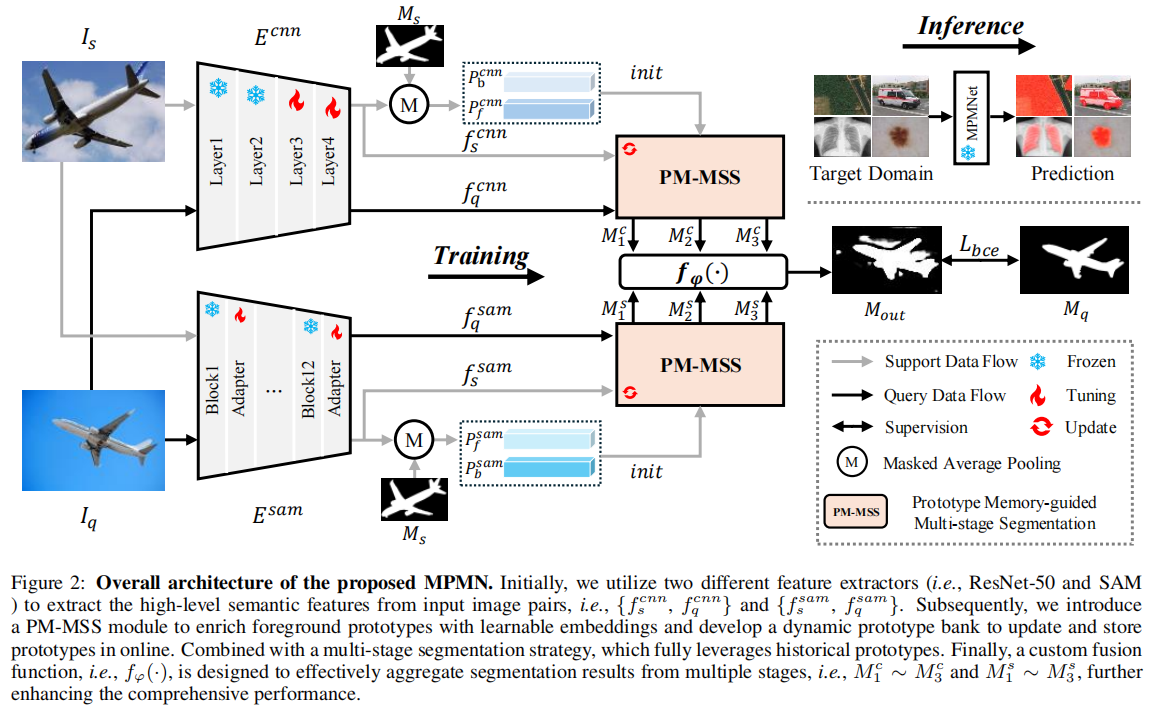 I_s
E^{cnn}
M_s
Inference
Layer1
Layer2
Layer3
Layer4
M
P_b^{cnn}
P_f^{cnn}
init
f_s^{cnn}
f_q^{cnn}
PM-MSS
MPMNet
Target Domain
Prediction
M_1^c
M_2^c
M_3^c
Training
f_φ(·)
L_{bce}
M_{out}
M_q
M_1^s
M_2^s
M_3^s
Block1
Adapter
...
Block12
Adapter
f_q^{sam}
f_s^{sam}
PM-MSS
M
P_f^{sam}
P_b^{sam}
init
I_q
E^{sam}
M_s
Support Data Flow
Frozen
Query Data Flow
Tuning
Supervision
Update
M
Masked Average Pooling
PM-MSS
Prototype Memory-guided
Multi-stage Segmentation
Figure 2: Overall architecture of the proposed MPMN. Initially, we utilize two different feature extractors (i.e., ResNet-50 and SAM
) to extract the high-level semantic features from input image pairs, i.e., {f_s^{cnn}, f_q^{cnn}} and {f_s^{sam}, f_q^{sam}}. Subsequently, we introduce
a PM-MSS module to enrich foreground prototypes with learnable embeddings and develop a dynamic prototype bank to update and store
prototypes in online. Combined with a multi-stage segmentation strategy, which fully leverages historical prototypes. Finally, a custom fusion
function, i.e., f_φ(·), is designed to effectively aggregate segmentation results from multiple stages, i.e., M_1^c ∼ M_3^c and M_1^s ∼ M_3^s, further
enhancing the comprehensive performance.